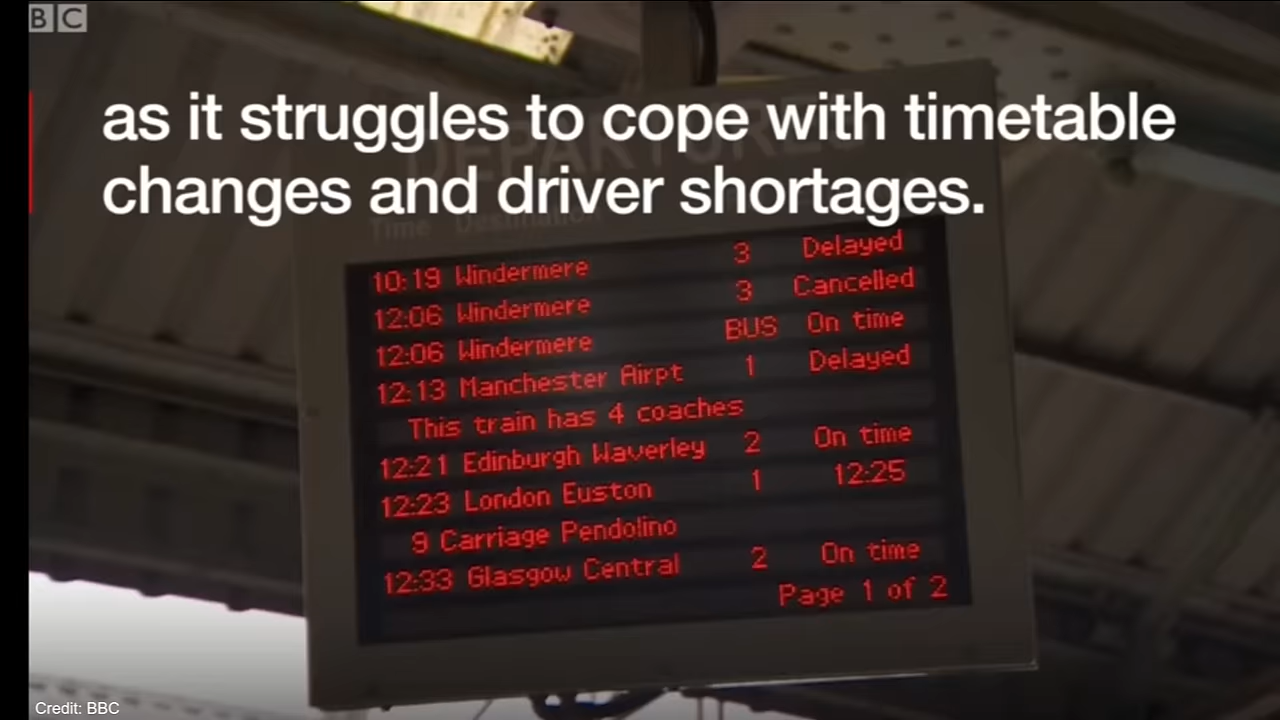 BBC
as it struggles to cope with timetable
changes and driver shortages.
DEPARTURES
Time Destination
10:19 Windermere 3 Delayed
12:06 Windermere 3 Cancelled
12:06 Windermere BUS On time
12:13 Manchester Airpt 1 Delayed
This train has 4 coaches
12:21 Edinburgh Waverley 2 On time
12:23 London Euston 1 12:25
9 Carriage Pendolino
12:33 Glasgow Central 2 On time
Page 1 of 2
Credit: BBC